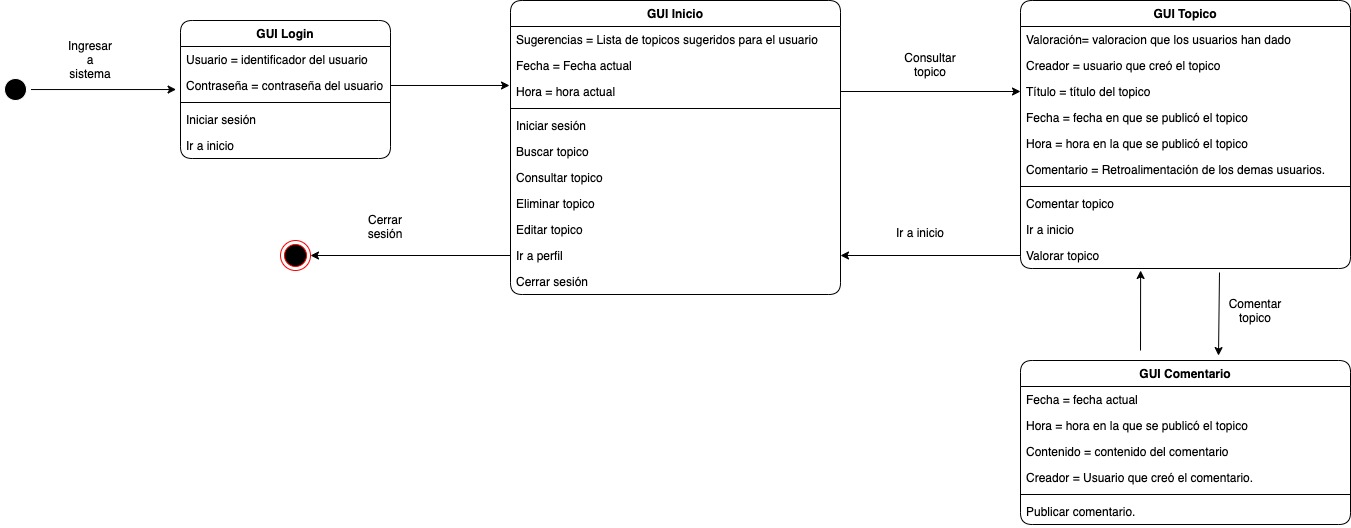 Ingresar
a
sistema
GUI Login
Usuario = identificador del usuario
Contraseña = contraseña del usuario
Iniciar sesión
Ir a inicio
GUI Inicio
Sugerencias = Lista de topicos sugeridos para el usuario
Fecha = Fecha actual
Hora = hora actual
Iniciar sesión
Buscar topico
Consultar topico
Eliminar topico
Editar topico
Ir a perfil
Cerrar sesión
Cerrar
sesión
Consultar
topico
Ir a inicio
GUI Topico
Valoración= valoracion que los usuarios han dado
Creador = usuario que creó el topico
Título = título del topico
Fecha = fecha en que se publicó el topico
Hora = hora en la que se publicó el topico
Comentario = Retroalimentación de los demas usuarios.
Comentar topico
Ir a inicio
Valorar topico
Comentar
topico
GUI Comentario
Fecha = fecha actual
Hora = hora en la que se publicó el topico
Contenido = contenido del comentario
Creador = Usuario que creó el comentario.
Publicar comentario.